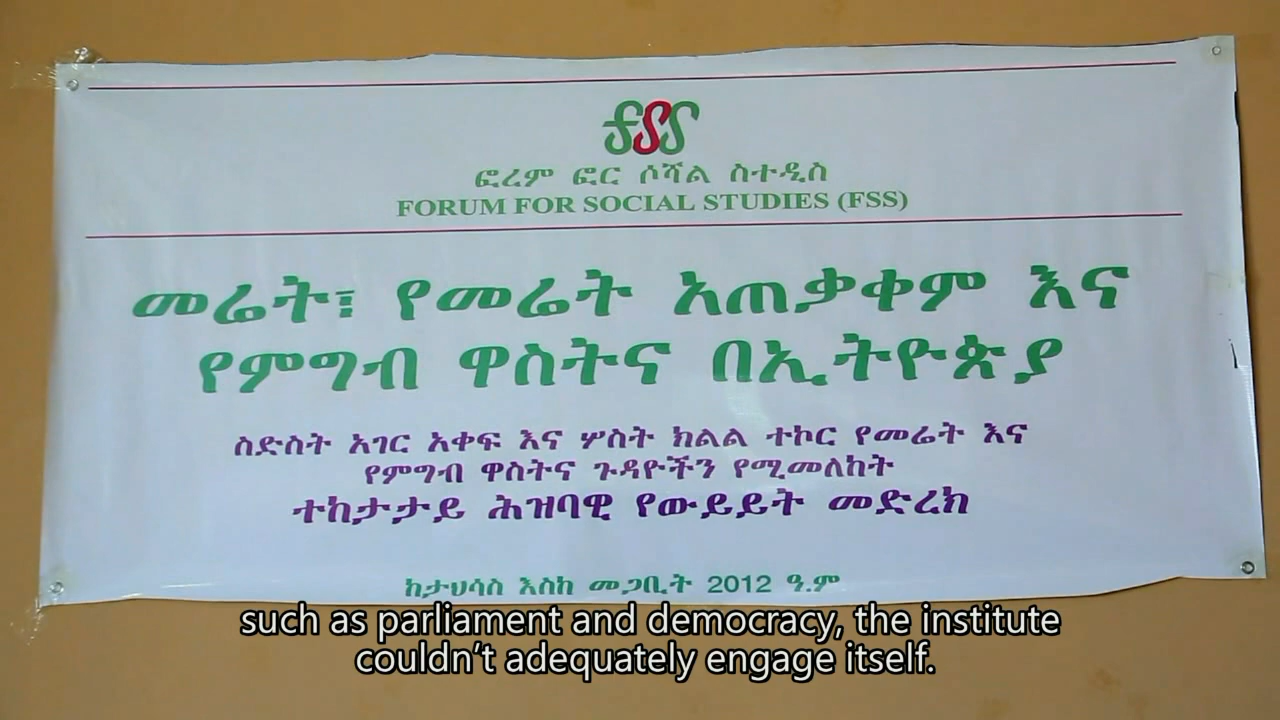 fss
ፎረም ፎር ሶሻል ስተዲስ
FORUM FOR SOCIAL STUDIES (FSS)
መሬት፣ የመሬት አጠቃቀም እና
የምግብ ዋስትና በኢትዮጵያ
ስድስት አገር አቀፍ እና ሦስት ክልል ተኮር የመሬት እና
የምግብ ዋስትና ጉዳዮችን የሚመለከት
ተከታታይ ሕዝባዊ የውይይት መድረክ
ከታህሳስ እስከ መጋቢት 2012 ዓ.ም
such as parliament and democracy, the institute
couldn't adequately engage itself.